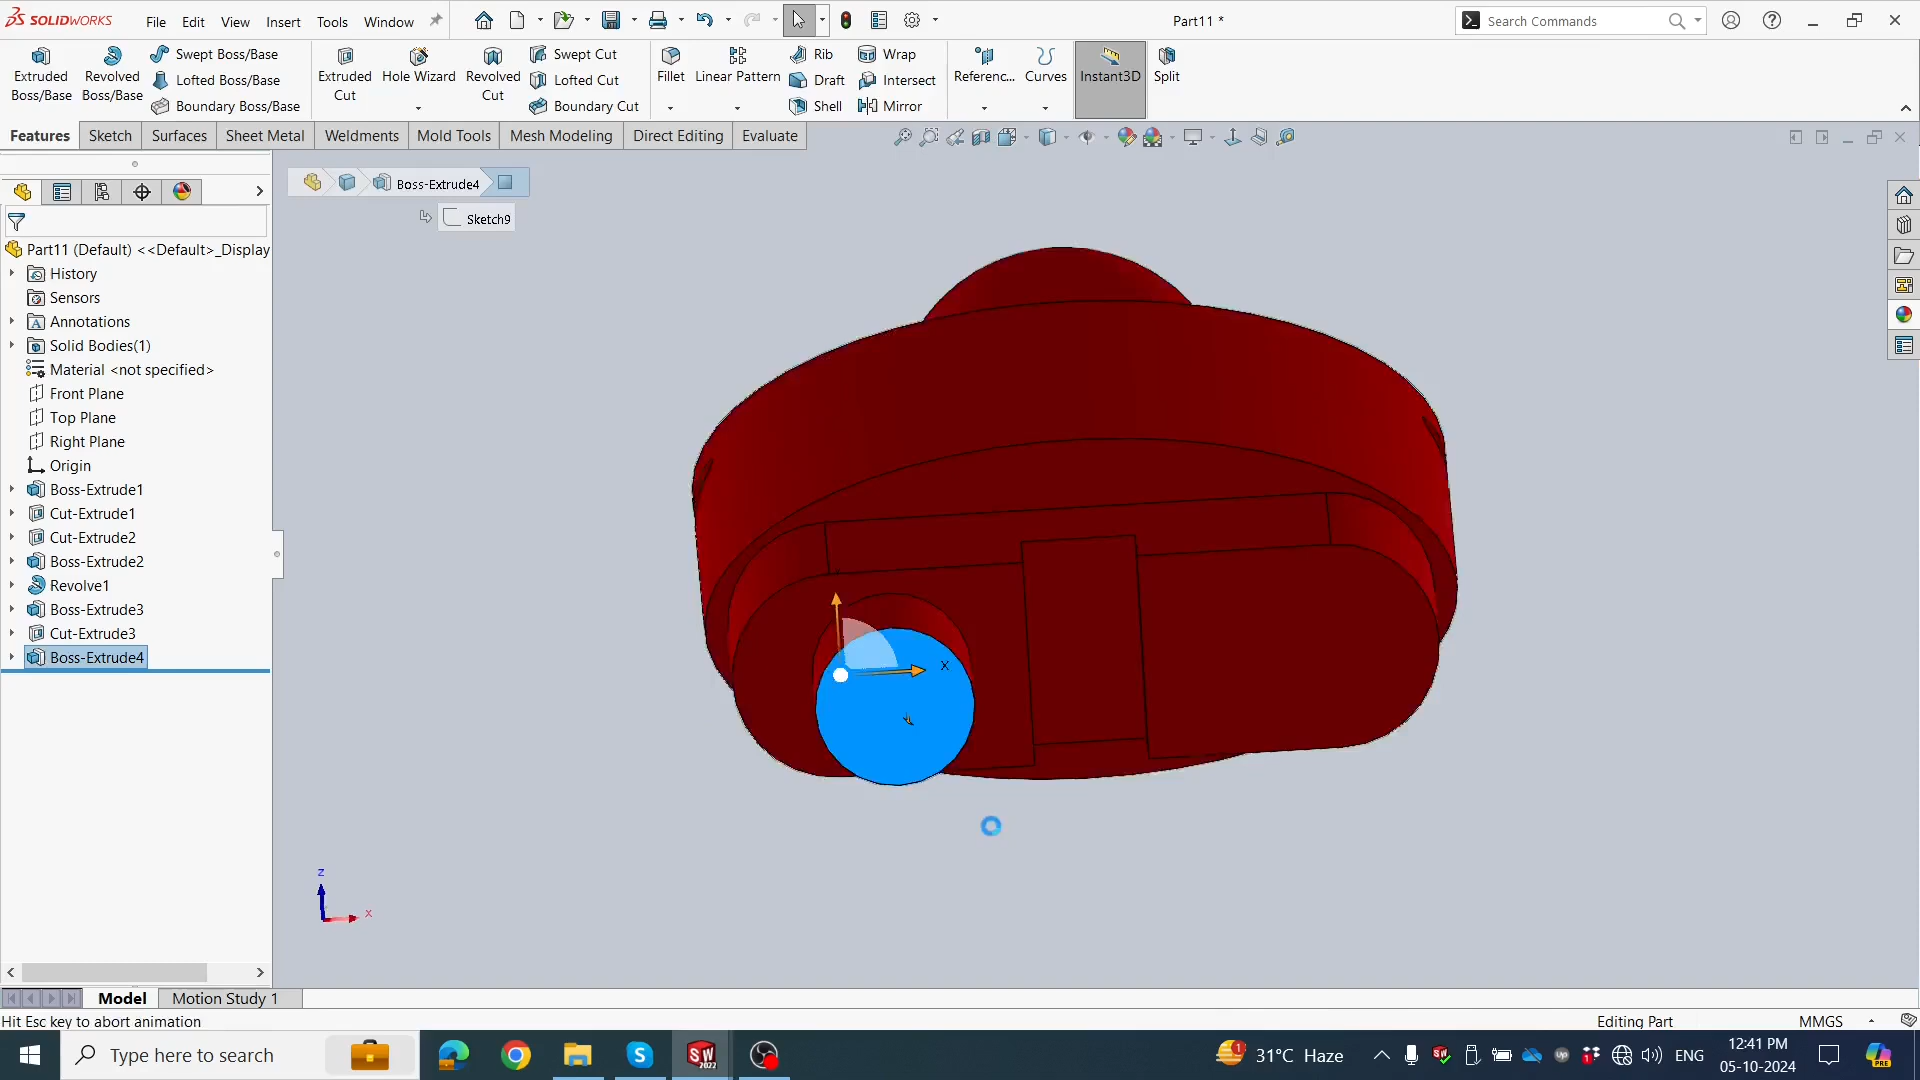 SOLIDWORKS File Edit View Insert Tools Window Part11 * Search Commands
Extruded Boss/Base Revolved Boss/Base Swept Boss/Base Lofted Boss/Base Boundary Boss/Base Extruded Cut Hole Wizard Revolved Cut Swept Cut Lofted Cut Boundary Cut Fillet Linear Pattern Rib Draft Shell Wrap Intersect Mirror Referenc... Curves Instant3D Split
Features Sketch Surfaces Sheet Metal Weldments Mold Tools Mesh Modeling Direct Editing Evaluate
Boss-Extrude4
Sketch9
Part11 (Default) <<Default>_Display
History
Sensors
Annotations
Solid Bodies(1)
Material <not specified>
Front Plane
Top Plane
Right Plane
Origin
Boss-Extrude1
Cut-Extrude1
Cut-Extrude2
Boss-Extrude2
Revolve1
Boss-Extrude3
Cut-Extrude3
Boss-Extrude4
X
z
x
Model Motion Study 1
Hit Esc key to abort animation Editing Part MMGS
Type here to search SW 2022 1 31°C Haze ENG 12:41 PM
05-10-2024 PRE